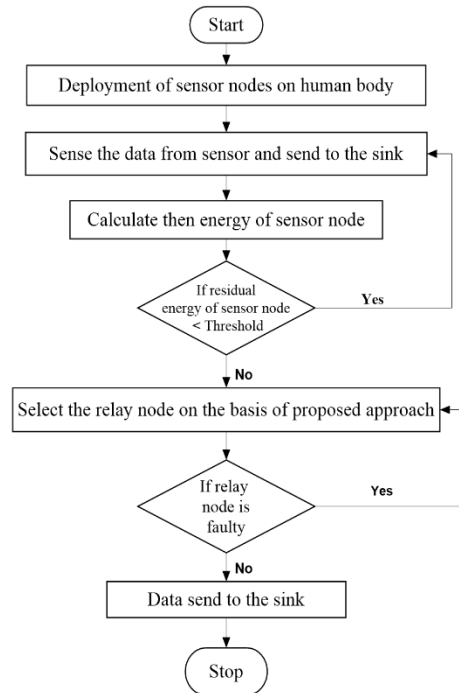 Start
Deployment of sensor nodes on human body
Sense the data from sensor and send to the sink
Calculate then energy of sensor node
If residual
energy of sensor node
< Threshold
Yes
No
Select the relay node on the basis of proposed approach
If relay
node is
faulty
Yes
No
Data send to the sink
Stop